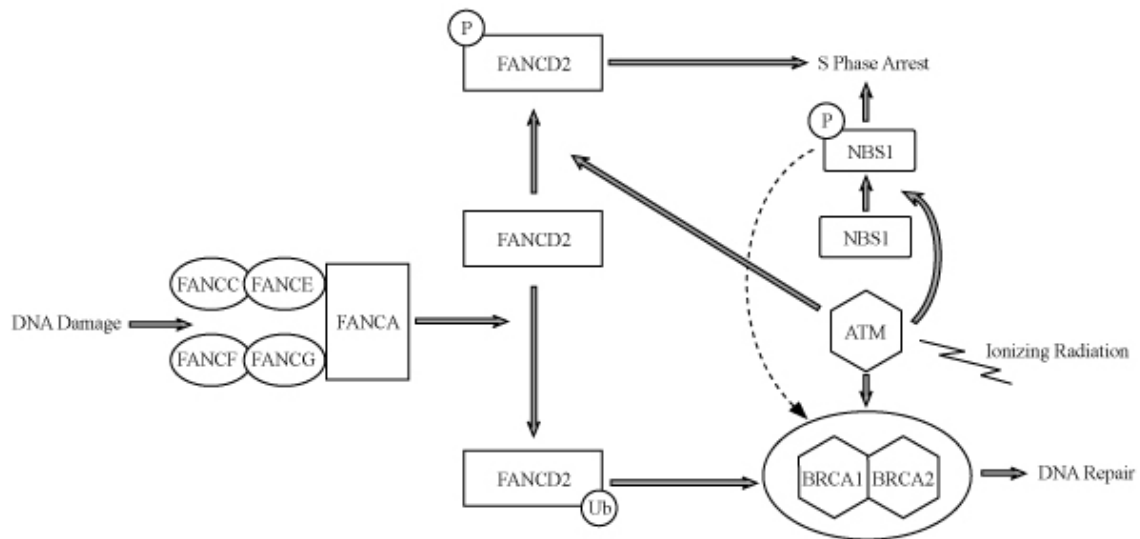 P
FANCD2
S Phase Arrest
P
NBS1
FANCD2
NBS1
FANCC
FANCE
DNA Damage
FANCA
ATM
Ionizing Radiation
FANCF
FANCG
FANCD2
Ub
BRCA1
BRCA2
DNA Repair